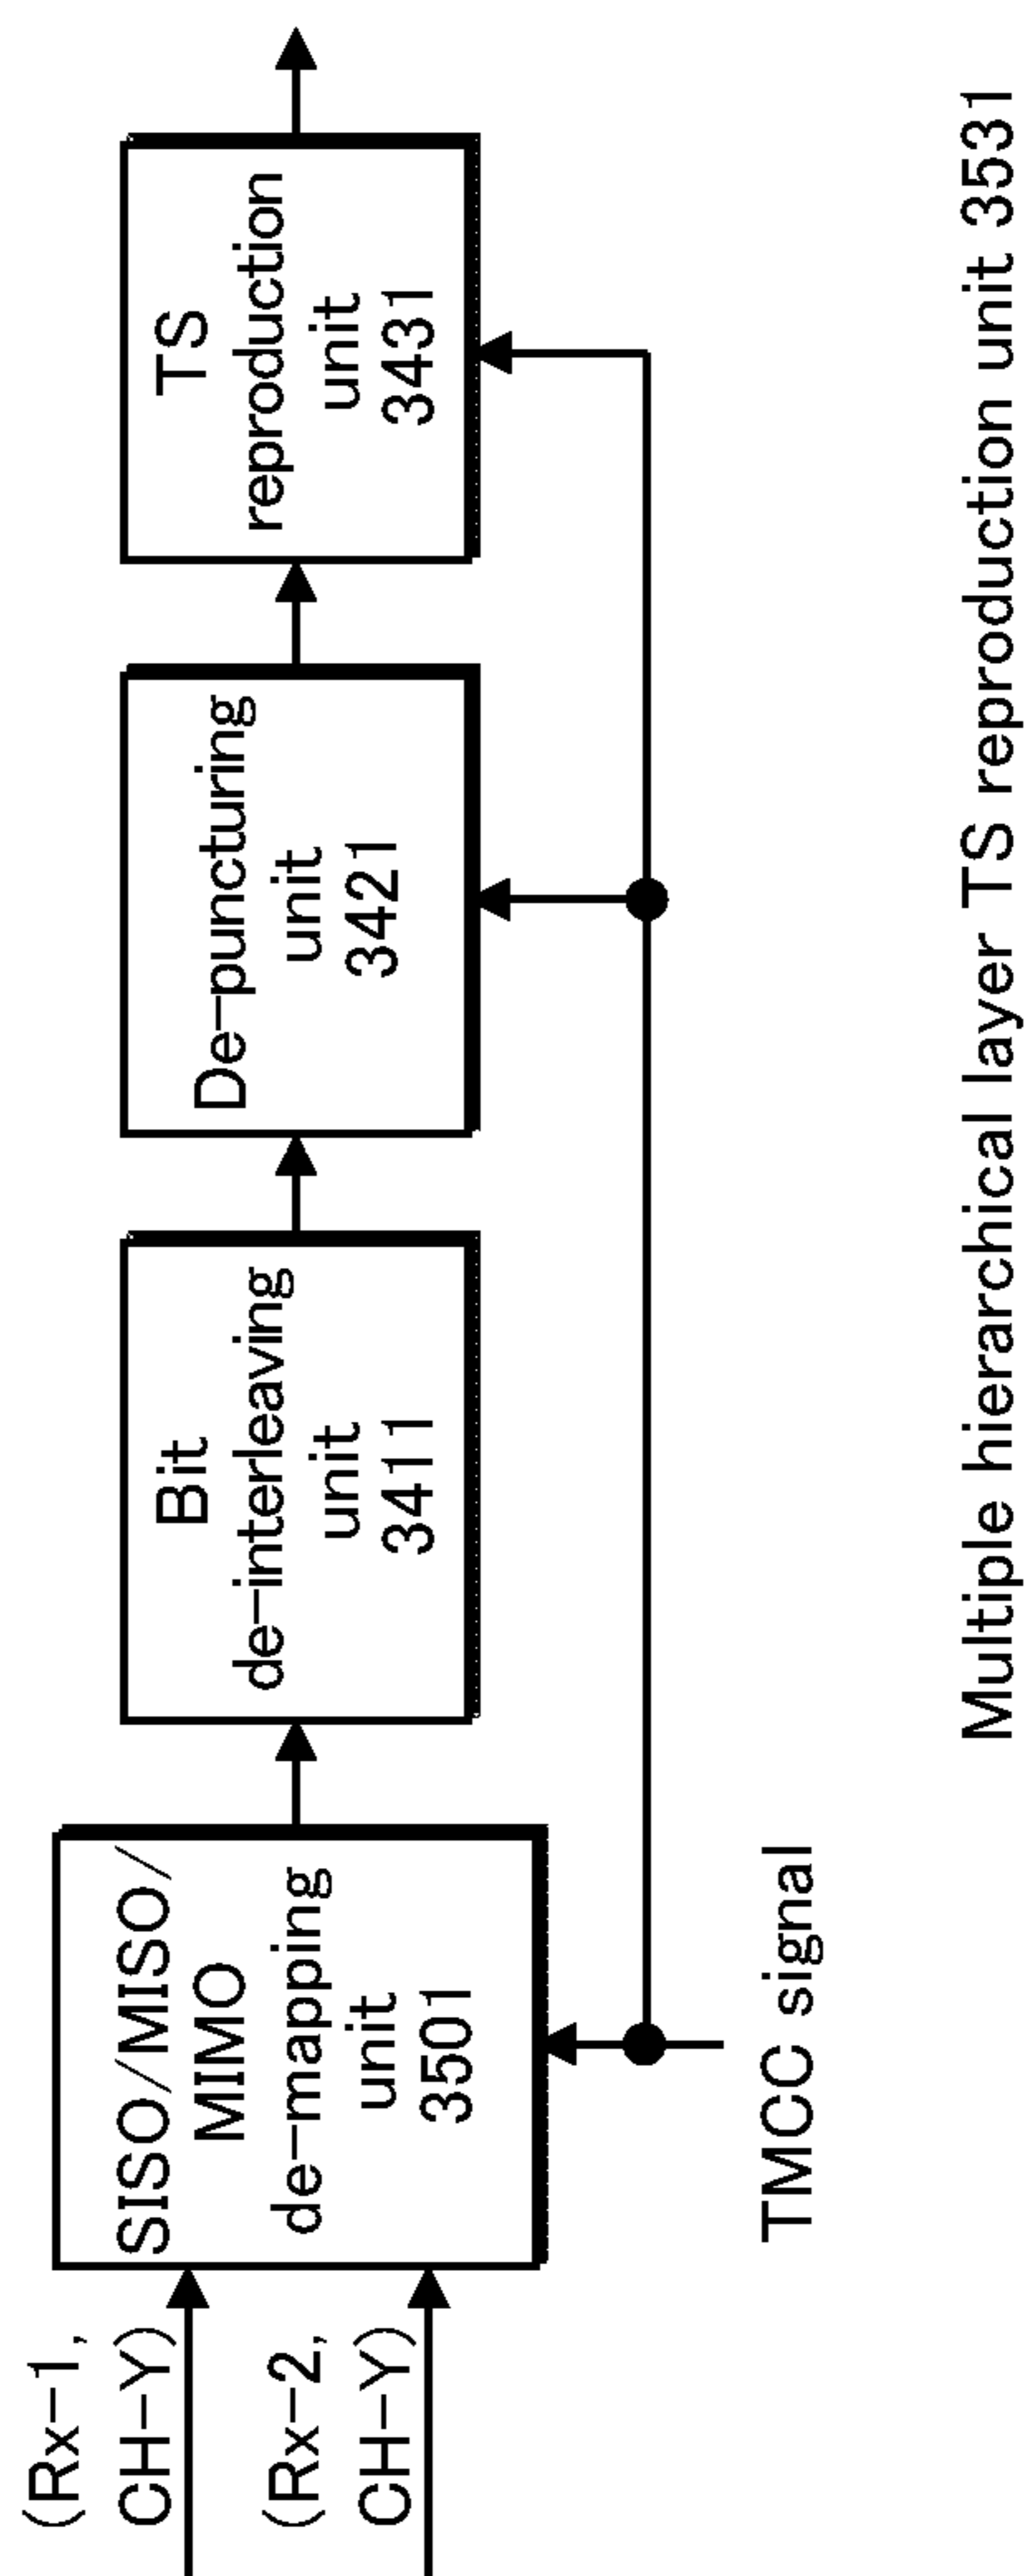 (Rx-1,
CH-Y)
(Rx-2,
CH-Y)
SISO/MISO/
MIMO
de-mapping
unit
3501
Bit
de-interleaving
unit
3411
De-puncturing
unit
3421
TS
reproduction
unit
3431
TMCC signal
Multiple hierarchical layer TS reproduction unit 3531